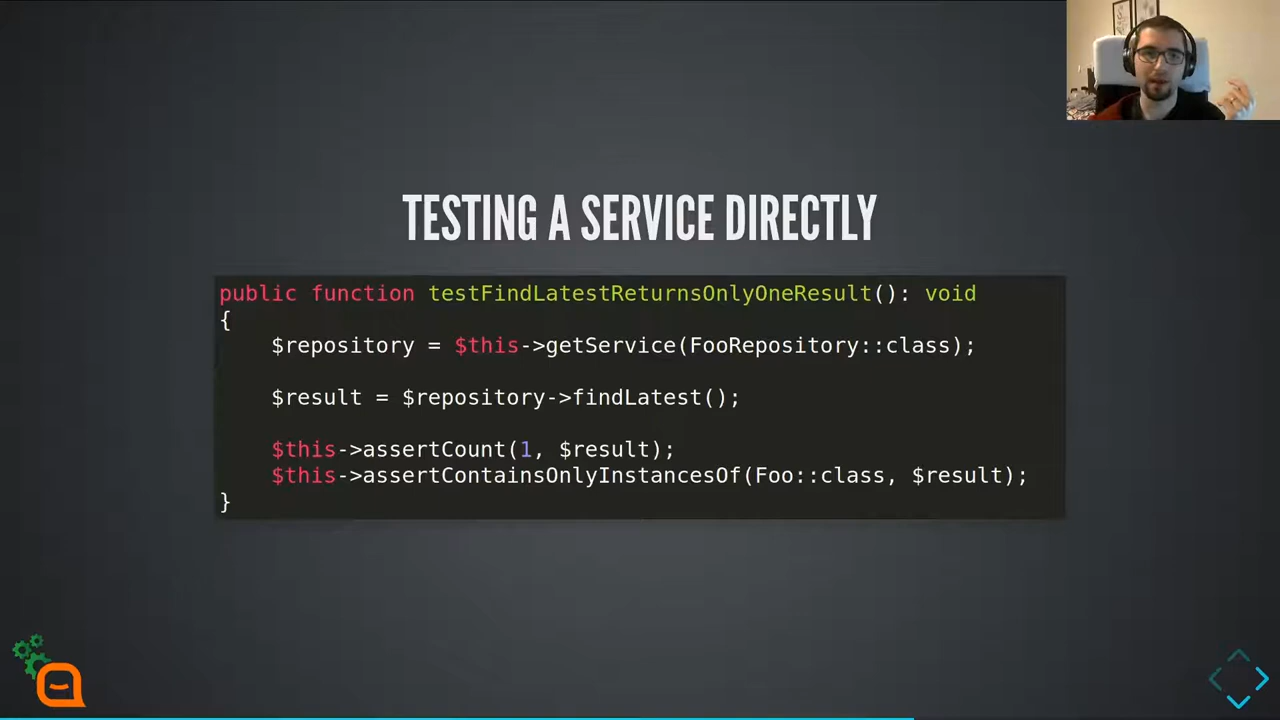 TESTING A SERVICE DIRECTLY
public function testFindLatestReturnsOnlyOneResult(): void
{
    $repository = $this->getService(FooRepository::class);
    $result = $repository->findLatest();
    $this->assertCount(1, $result);
    $this->assertContainsOnlyInstancesOf(Foo::class, $result);
}